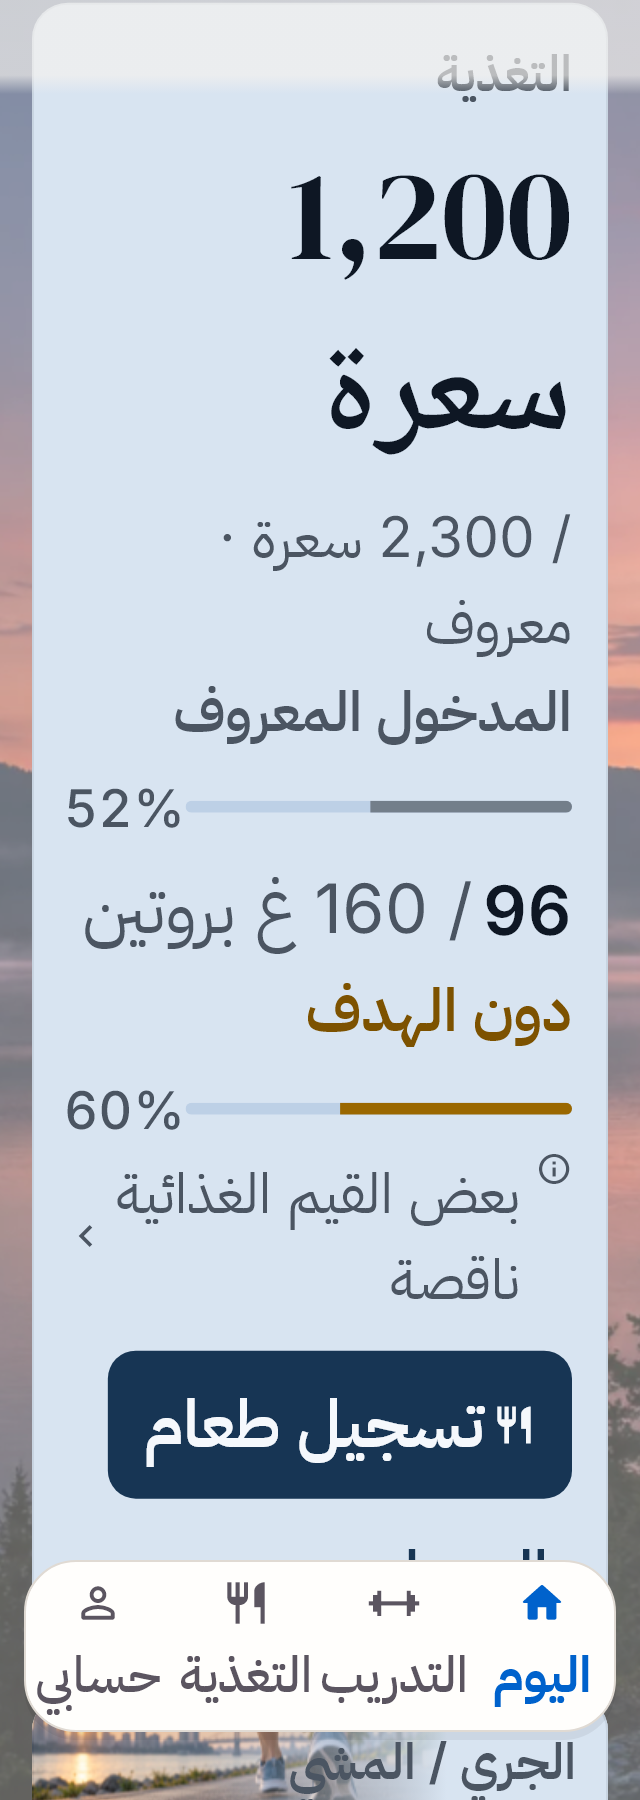 التغذية
1,200
سعرة
/ 2,300 سعرة ·
معروف
المدخول المعروف
52%
96 / 160 غ بروتين
دون الهدف
60%
بعض القيم الغذائية
ناقصة
تسجيل طعام
اليوم
التدريب
التغذية
حسابي
الجري / المشي